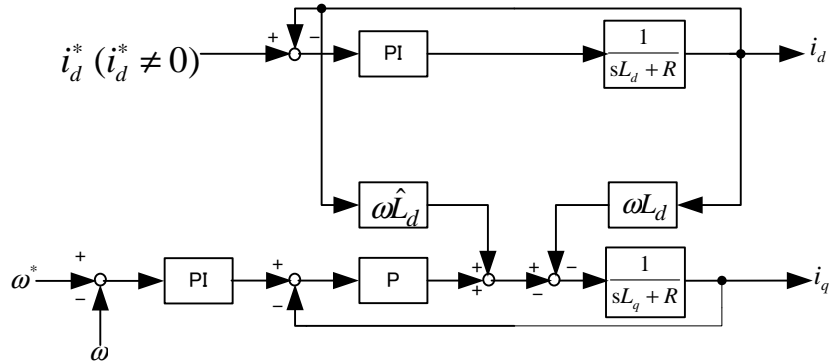 +
−
i_d^* (i_d^* ≠ 0)
PI
1
sL_d + R
i_d
ωL̂_d
ωL_d
+
−
ω^*
PI
+
−
P
+
+
+
−
−
1
sL_q + R
i_q
ω